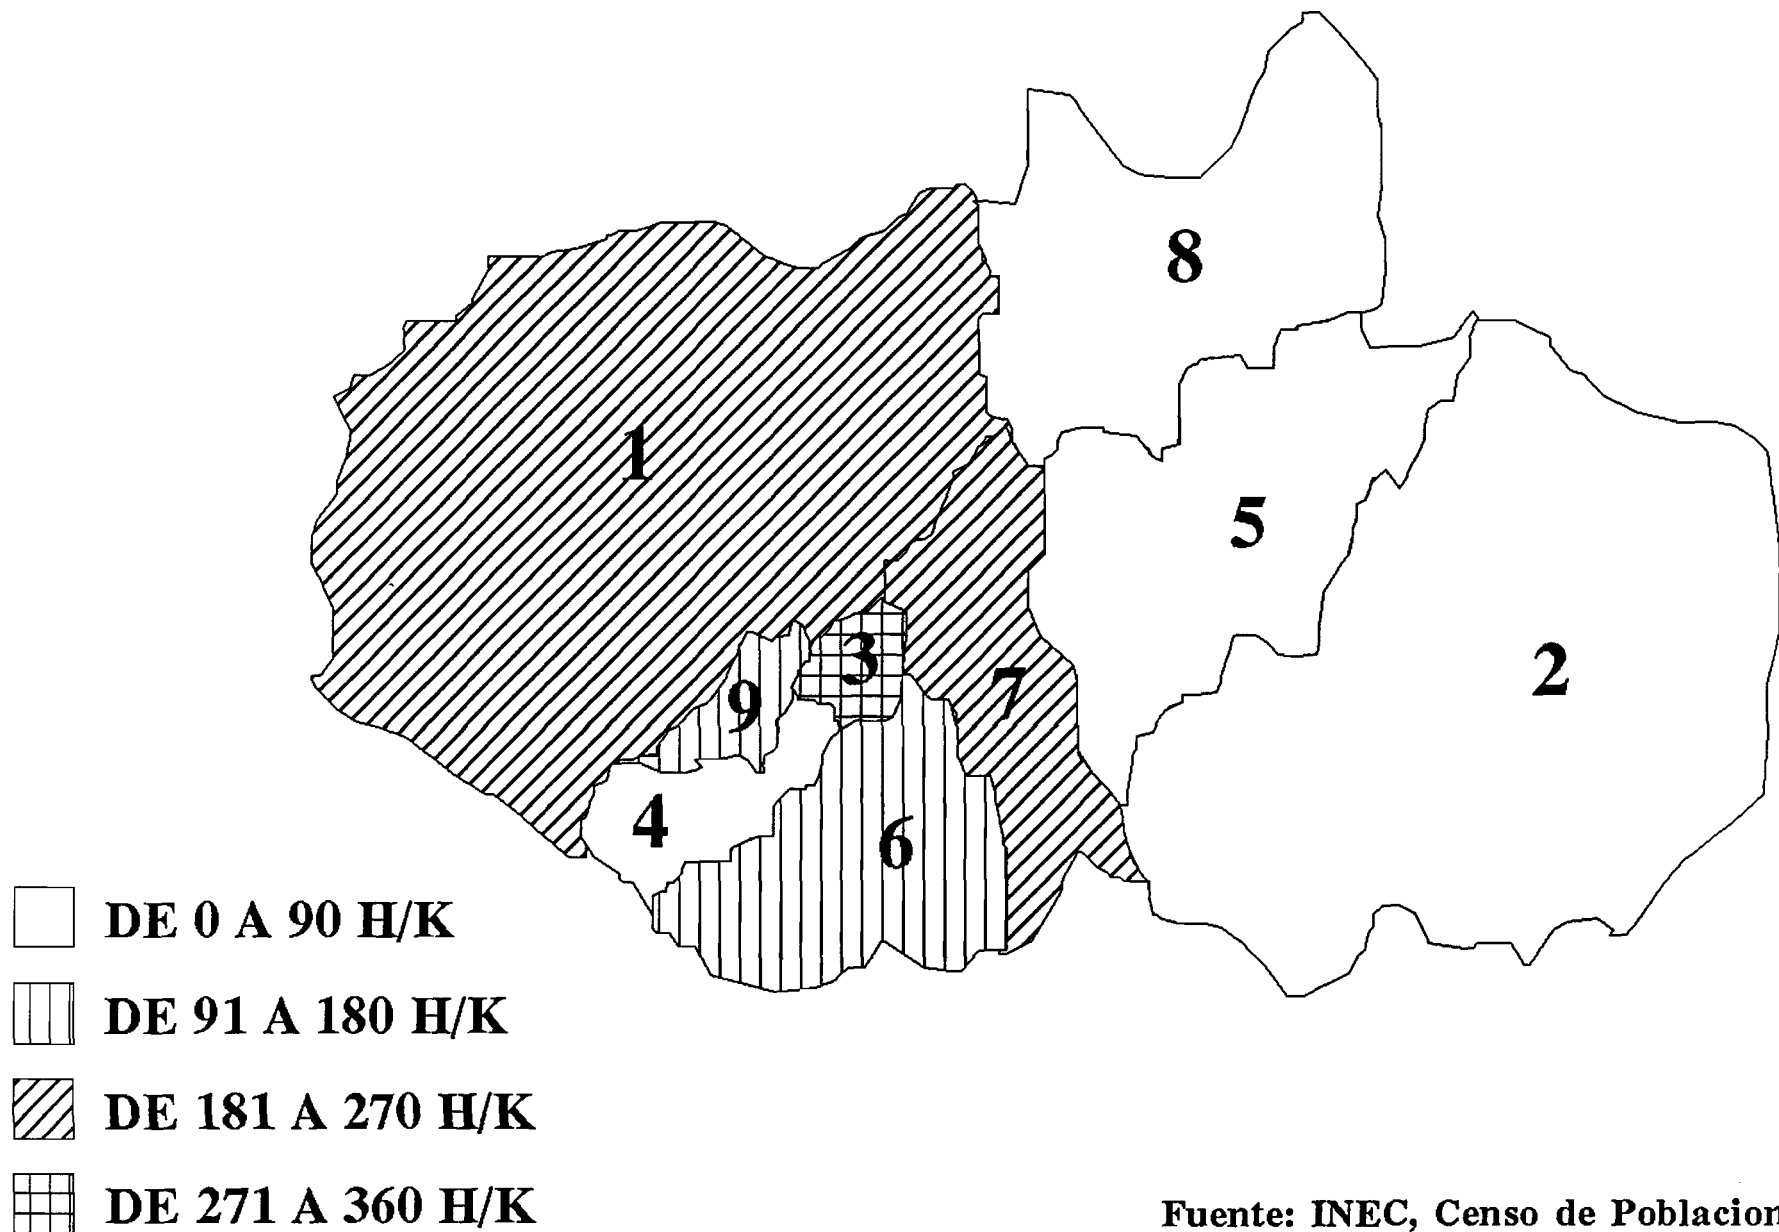 8
1
5
2
3
7
9
4
6
DE 0 A 90 H/K
DE 91 A 180 H/K
DE 181 A 270 H/K
DE 271 A 360 H/K
Fuente: INEC, Censo de Poblacion